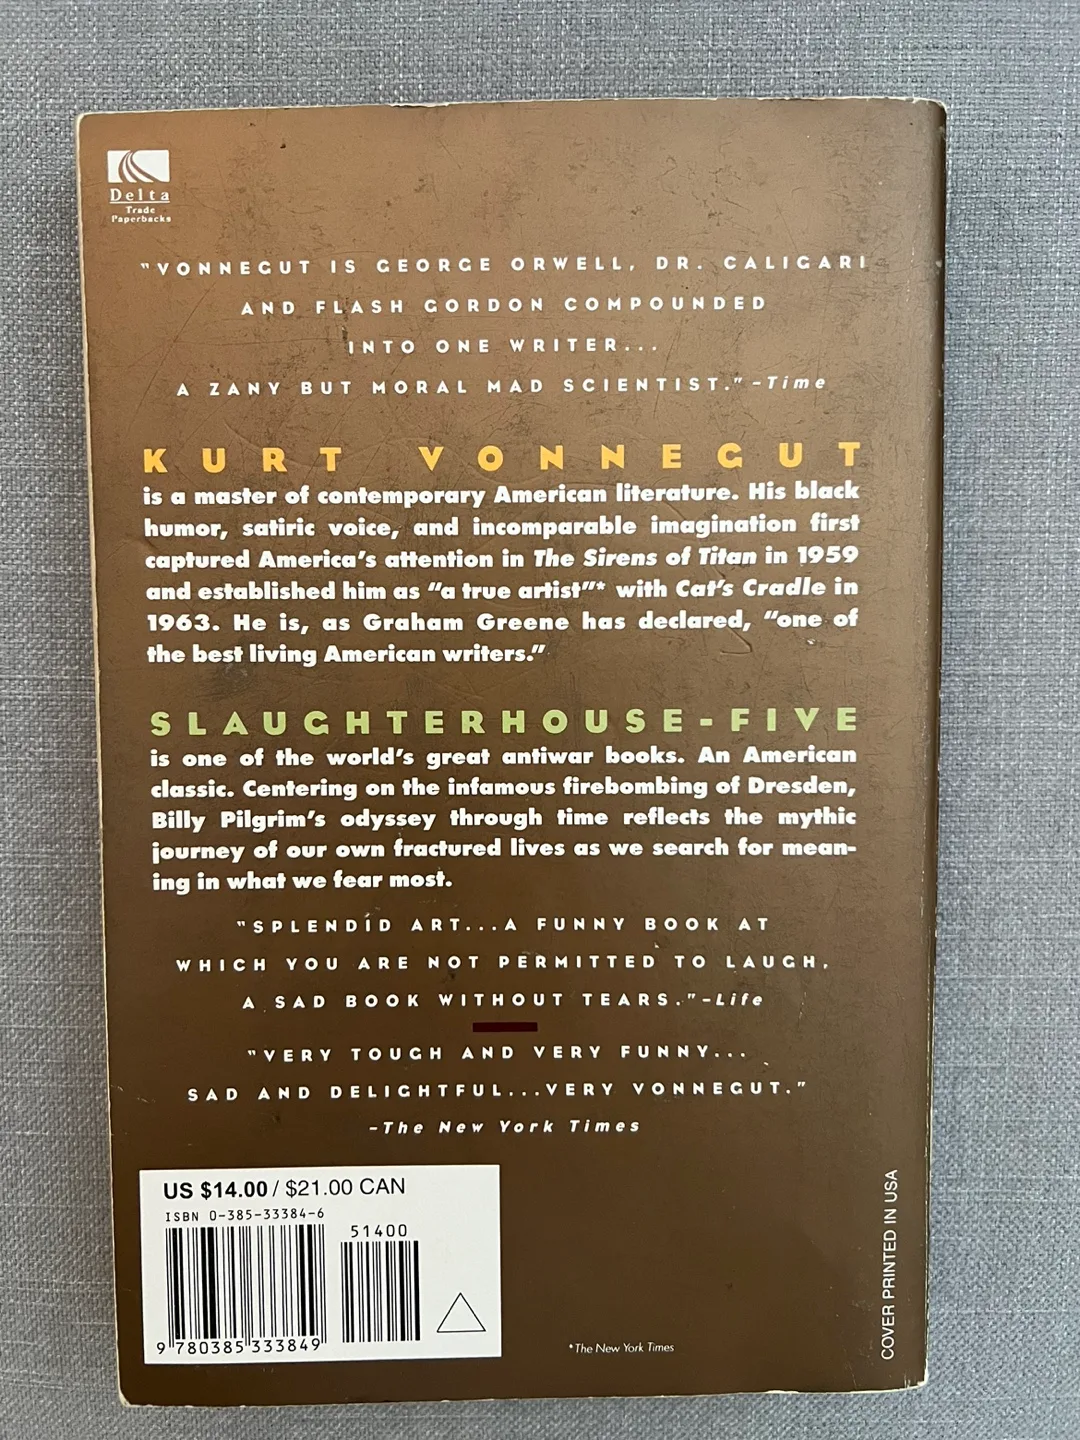 Delta
Trade
Paperbacks
"VONNEGUT IS GEORGE ORWELL, DR. CALIGARI
AND FLASH GORDON COMPOUNDED
INTO ONE WRITER...
A ZANY BUT MORAL MAD SCIENTIST." -Time
KURT VONNEGUT
is a master of contemporary American literature. His black
humor, satiric voice, and incomparable imagination first
captured America's attention in The Sirens of Titan in 1959
and established him as "a true artist"* with Cat's Cradle in
1963. He is, as Graham Greene has declared, "one of
the best living American writers."
SLAUGHTERHOUSE-FIVE
is one of the world's great antiwar books. An American
classic. Centering on the infamous firebombing of Dresden,
Billy Pilgrim's odyssey through time reflects the mythic
journey of our own fractured lives as we search for mean-
ing in what we fear most.
"SPLENDID ART...A FUNNY BOOK AT
WHICH YOU ARE NOT PERMITTED TO LAUGH,
A SAD BOOK WITHOUT TEARS."-Life
"VERY TOUGH AND VERY FUNNY...
SAD AND DELIGHTFUL...VERY VONNEGUT."
-The New York Times
US $14.00 / $21.00 CAN
ISBN 0-385-33384-6
51400
9 780385 333849
*The New York Times
COVER PRINTED IN USA